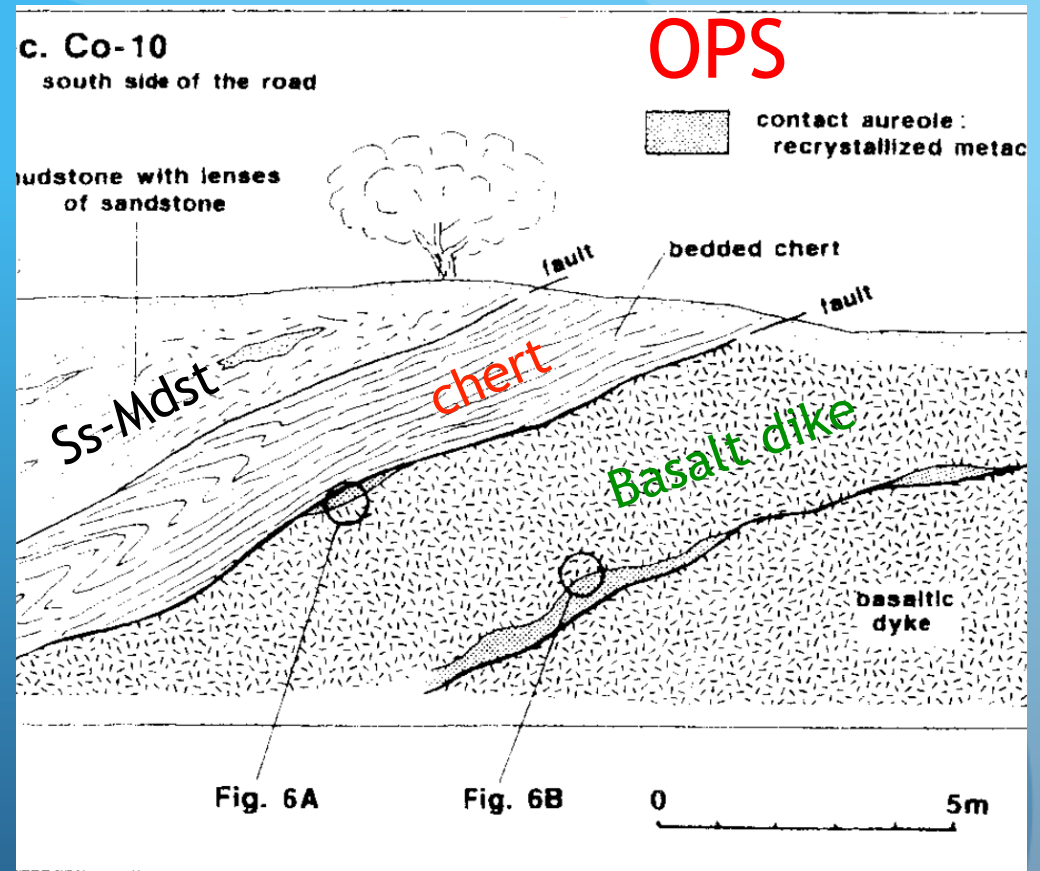 c. Co-10
OPS
south side of the road
contact aureole:
recrystallized metac
udstone with lenses
of sandstone
fault
bedded chert
fault
chert
Ss-Mdst
Basalt dike
basaltic
dyke
Fig. 6A
Fig. 6B
0
5m